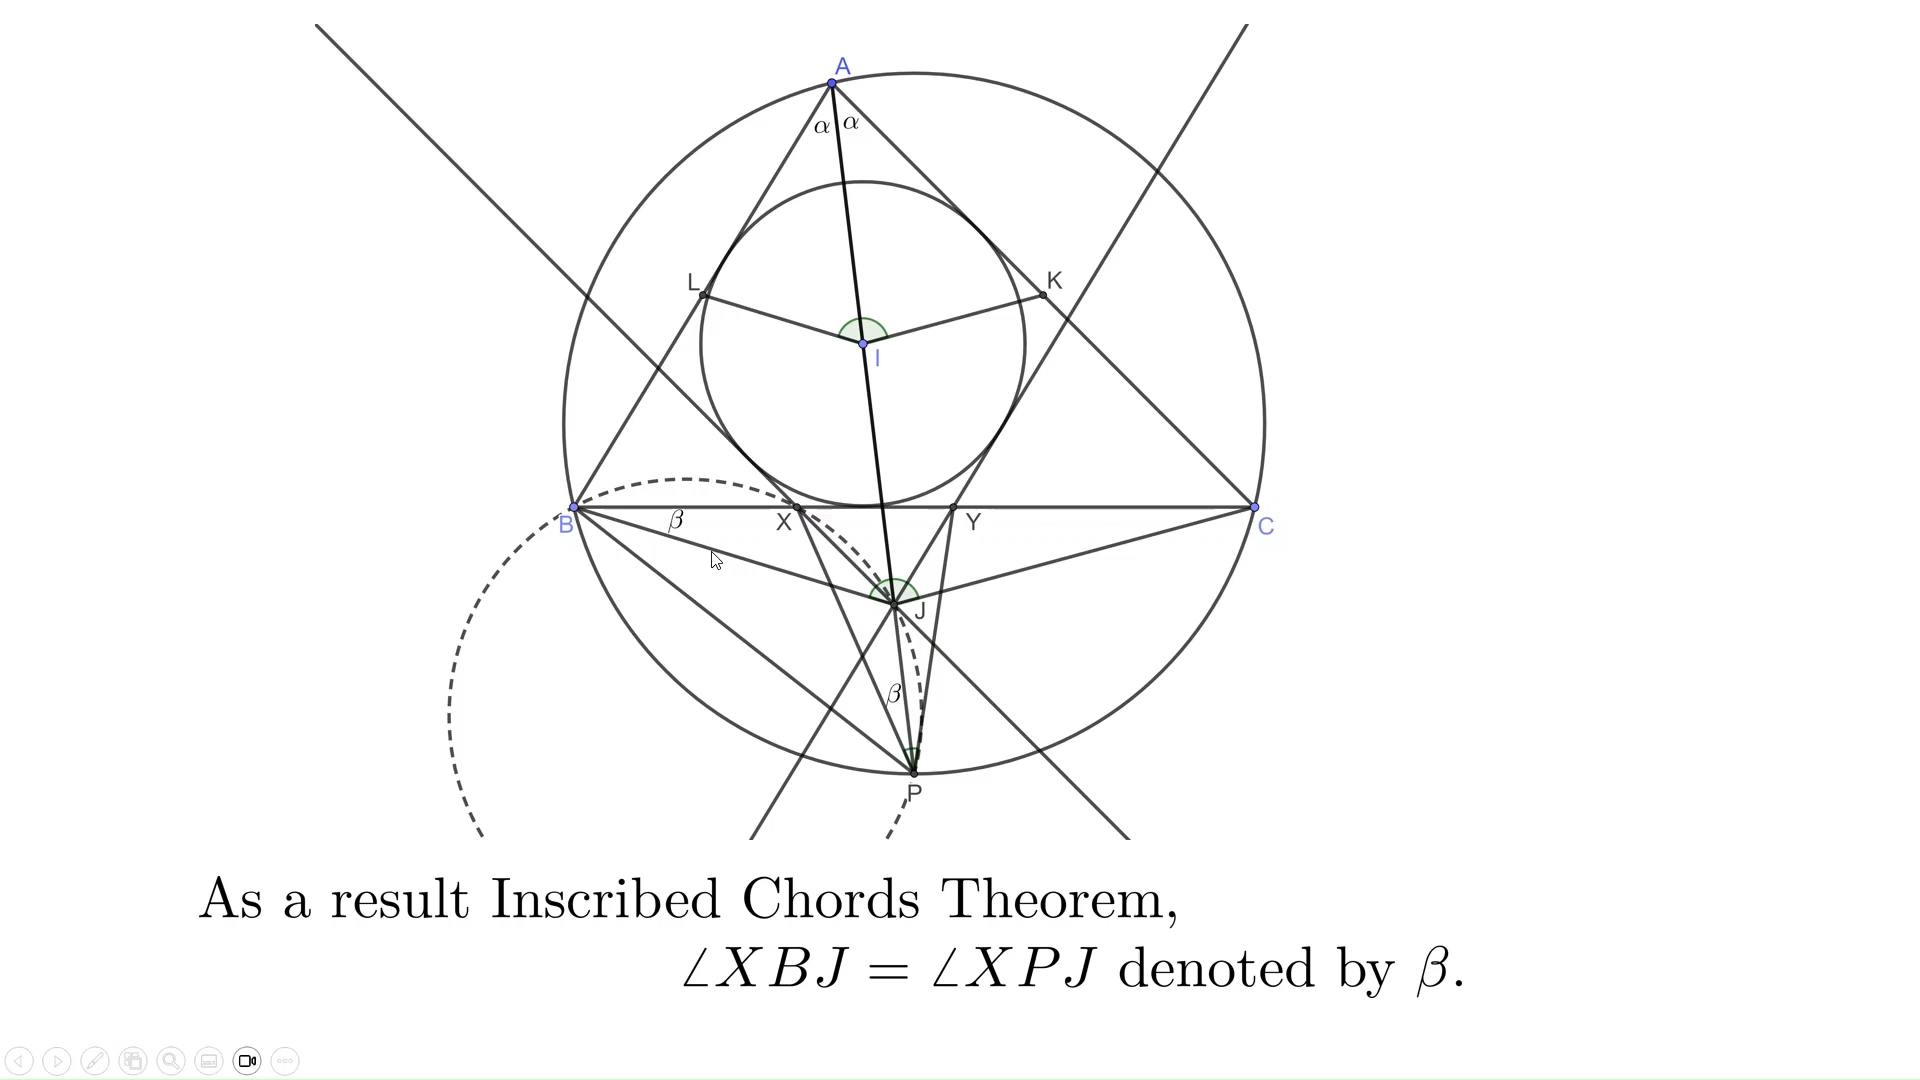 A
α α
L K
I
B β X Y C
J
β
P
As a result Inscribed Chords Theorem,
∠XBJ = ∠XPJ denoted by β.